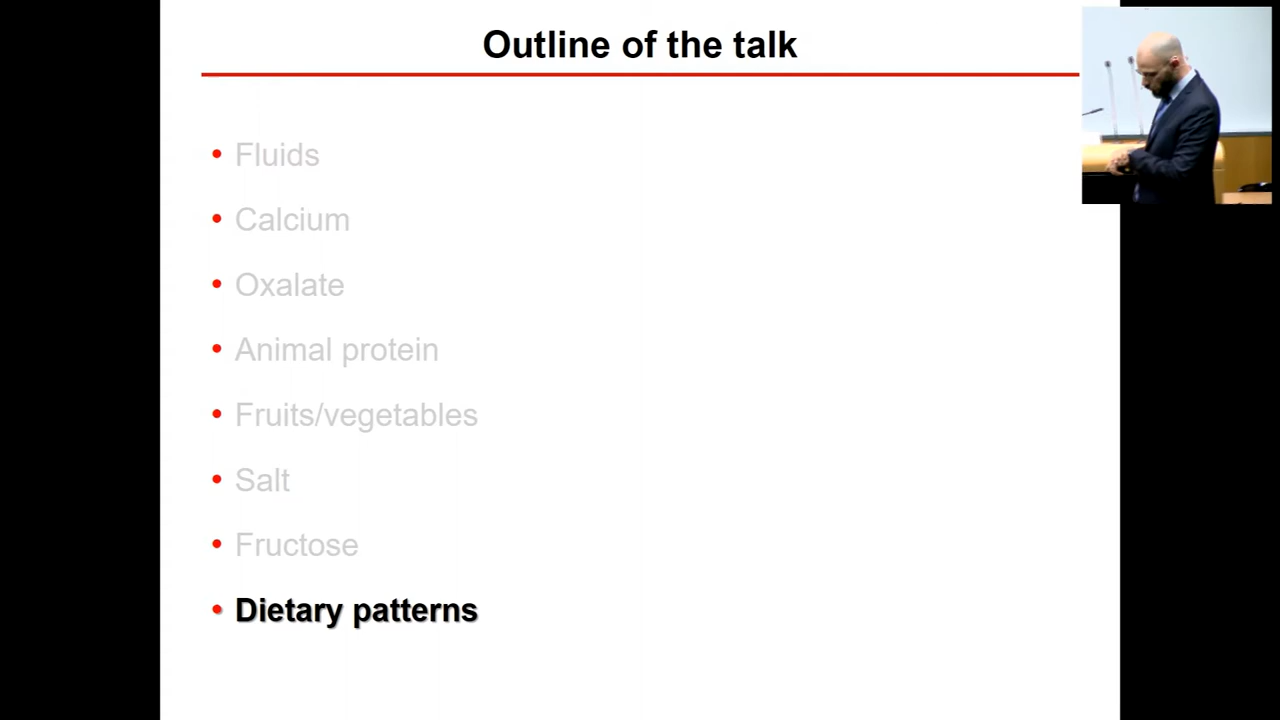 Outline of the talk
• Fluids
• Calcium
• Oxalate
• Animal protein
• Fruits/vegetables
• Salt
• Fructose
• Dietary patterns